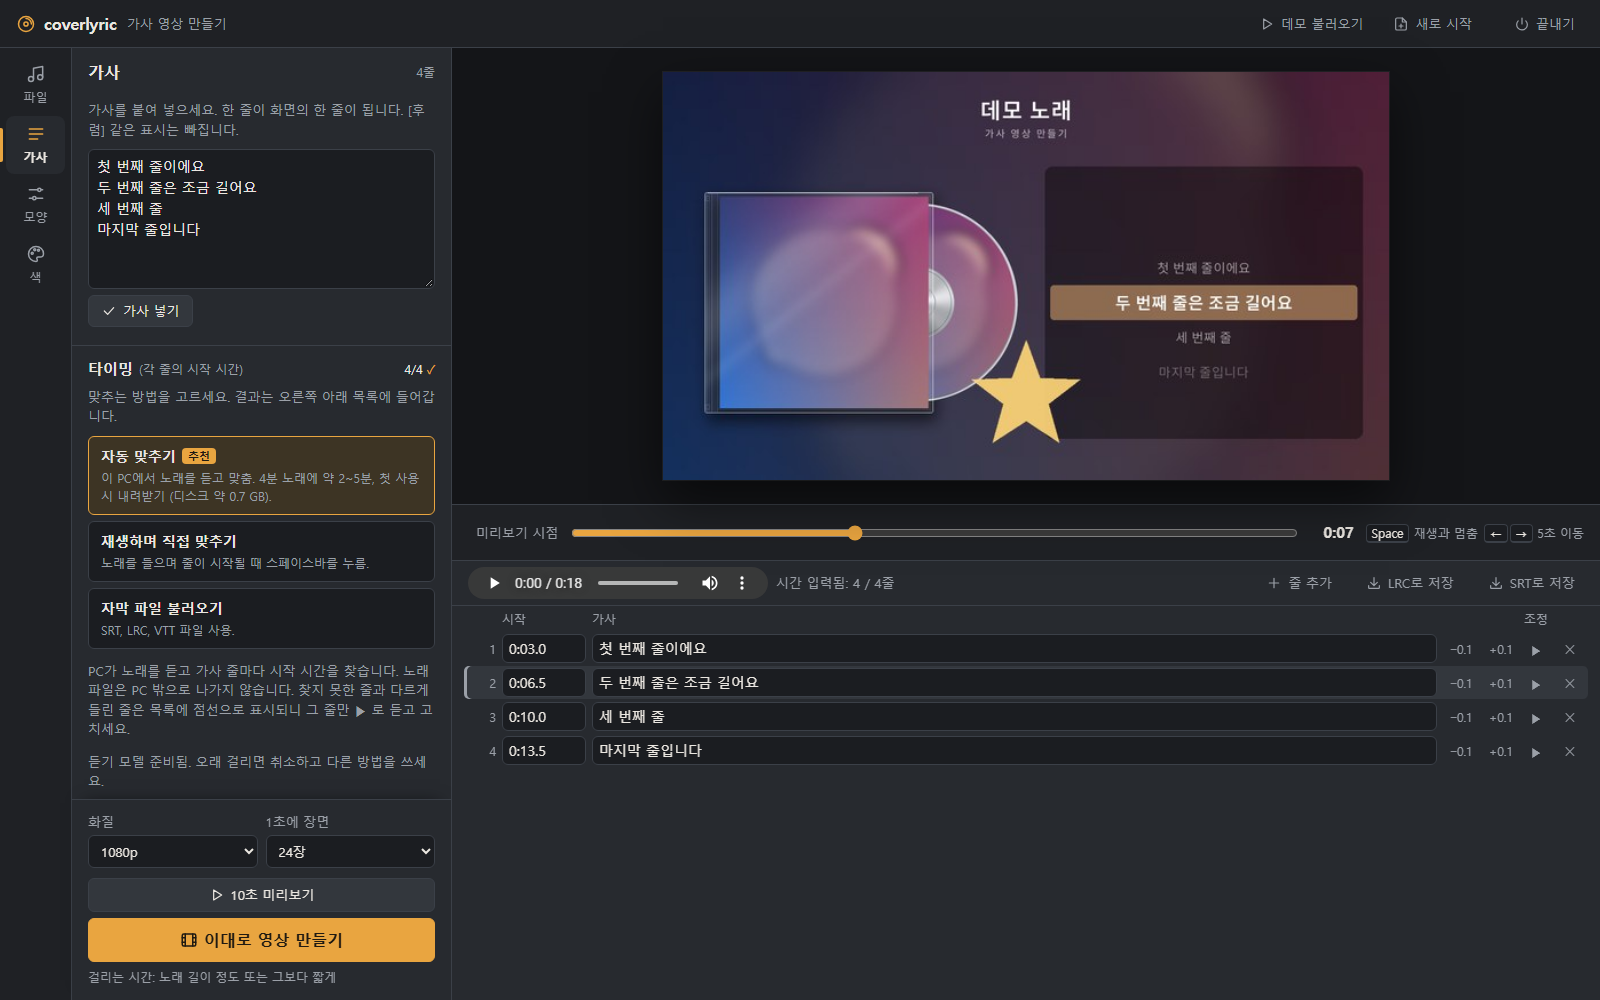 coverlyric 가사 영상 만들기
데모 불러오기
새로 시작
끝내기
파일
가사
모양
색
가사
4줄
가사를 붙여 넣으세요. 한 줄이 화면의 한 줄이 됩니다. [후
렴] 같은 표시는 빠집니다.
첫 번째 줄이에요
두 번째 줄은 조금 길어요
세 번째 줄
마지막 줄입니다
가사 넣기
타이밍 (각 줄의 시작 시간)
4/4 ✓
맞추는 방법을 고르세요. 결과는 오른쪽 아래 목록에 들어갑
니다.
자동 맞추기 추천
이 PC에서 노래를 듣고 맞춤. 4분 노래에 약 2~5분, 첫 사용
시 내려받기 (디스크 약 0.7 GB).
재생하며 직접 맞추기
노래를 들으며 줄이 시작될 때 스페이스바를 누름.
자막 파일 불러오기
SRT, LRC, VTT 파일 사용.
PC가 노래를 듣고 가사 줄마다 시작 시간을 찾습니다. 노래
파일은 PC 밖으로 나가지 않습니다. 찾지 못한 줄과 다르게
들린 줄은 목록에 점선으로 표시되니 그 줄만 ▶ 로 듣고 고
치세요.
듣기 모델 준비됨. 오래 걸리면 취소하고 다른 방법을 쓰세
요.
화질
1초에 장면
1080p
24장
10초 미리보기
이대로 영상 만들기
걸리는 시간: 노래 길이 정도 또는 그보다 짧게
데모 노래
가사 영상 만들기
첫 번째 줄이에요
두 번째 줄은 조금 길어요
세 번째 줄
마지막 줄입니다
미리보기 시점
0:07
Space 재생과 멈춤 ← → 5초 이동
0:00 / 0:18
시간 입력됨: 4 / 4줄
줄 추가
LRC로 저장
SRT로 저장
시작
가사
조정
1 0:03.0 첫 번째 줄이에요 −0.1 +0.1 ▶ ×
2 0:06.5 두 번째 줄은 조금 길어요 −0.1 +0.1 ▶ ×
3 0:10.0 세 번째 줄 −0.1 +0.1 ▶ ×
4 0:13.5 마지막 줄입니다 −0.1 +0.1 ▶ ×